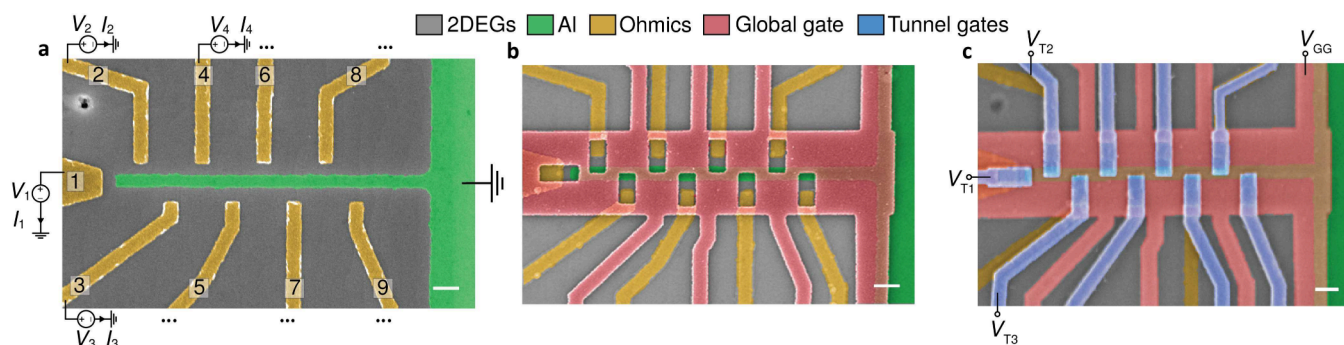 2DEGs Al Ohmics Global gate Tunnel gates
a
V2 I2
V4 I4 ... ...
2 4 6 8
1
V1
I1
3 5 7 9
V3 I3 ... ... ...
b
c
VT2 VGG
VT1
VT3